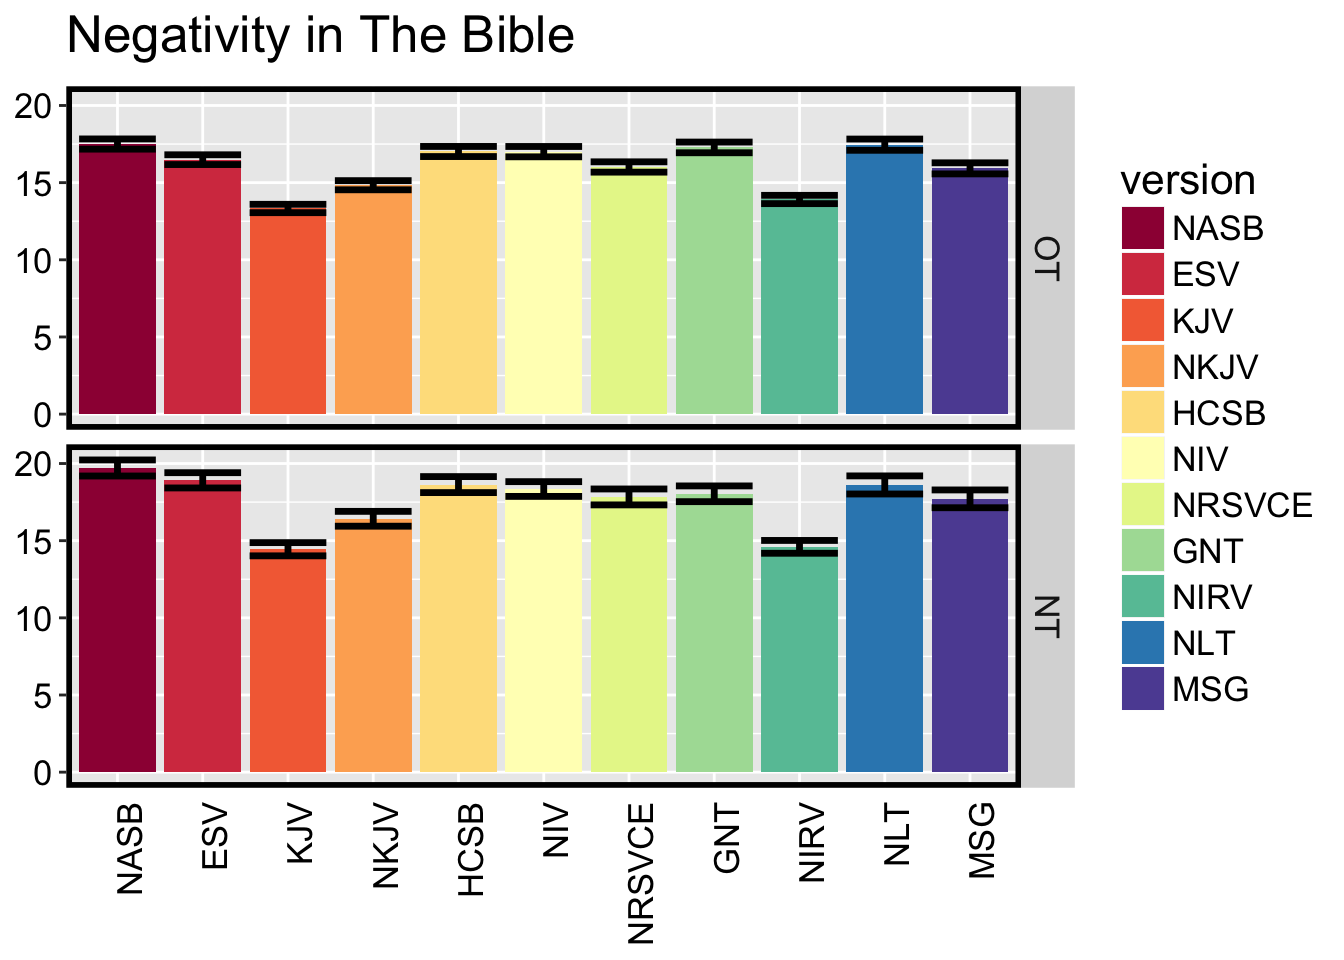 Negativity in The Bible
20
15
10
5
0
OT
20
15
10
5
0
NT
NASB
ESV
KJV
NKJV
HCSB
NIV
NRSVCE
GNT
NIRV
NLT
MSG
version
NASB
ESV
KJV
NKJV
HCSB
NIV
NRSVCE
GNT
NIRV
NLT
MSG